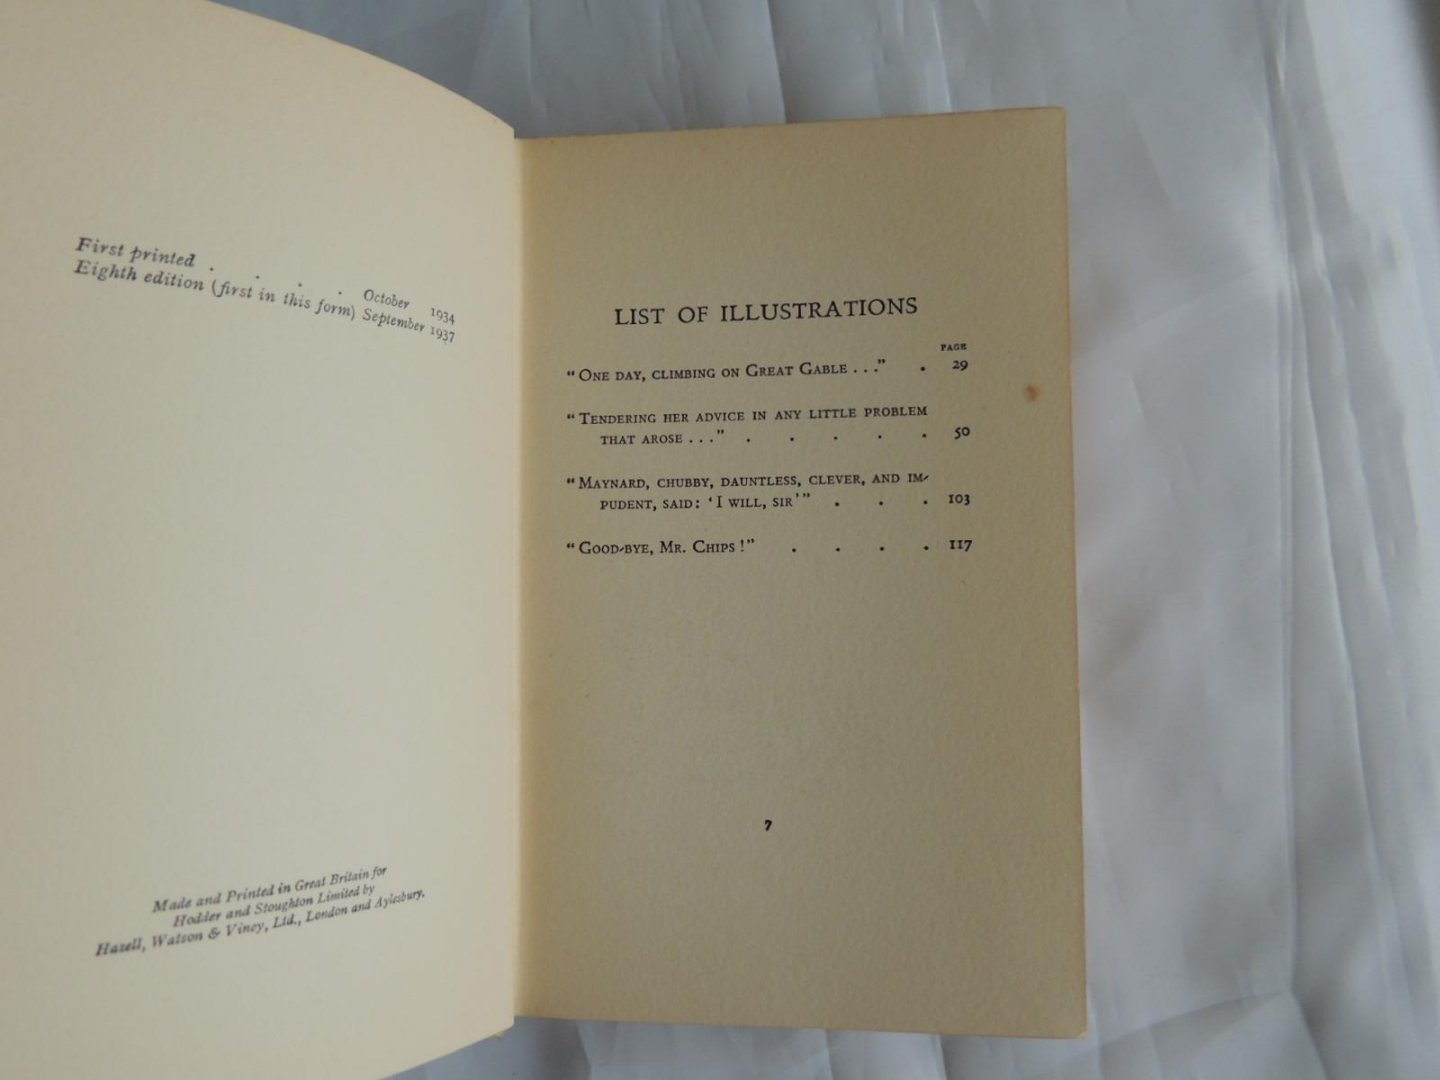 First printed . . . . October 1934
Eighth edition (first in this form) September 1937
Made and Printed in Great Britain for
Hodder and Stoughton Limited by
Hazell, Watson & Viney, Ltd., London and Aylesbury.
LIST OF ILLUSTRATIONS
PAGE
“ONE DAY, CLIMBING ON GREAT GABLE . . .” . 29
“TENDERING HER ADVICE IN ANY LITTLE PROBLEM
THAT AROSE . . .” . . . . . 50
“MAYNARD, CHUBBY, DAUNTLESS, CLEVER, AND IM-
PUDENT, SAID: ‘I WILL, SIR’” . . . 103
“GOOD-BYE, MR. CHIPS!” . . . . 117
7